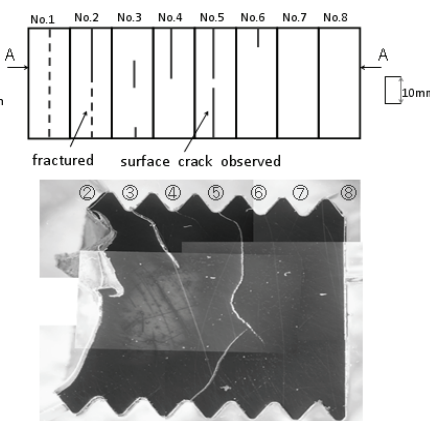 No.1 No.2 No.3 No.4 No.5 No.6 No.7 No.8
A A
10mm
fractured surface crack observed
② ③ ④ ⑤ ⑥ ⑦ ⑧